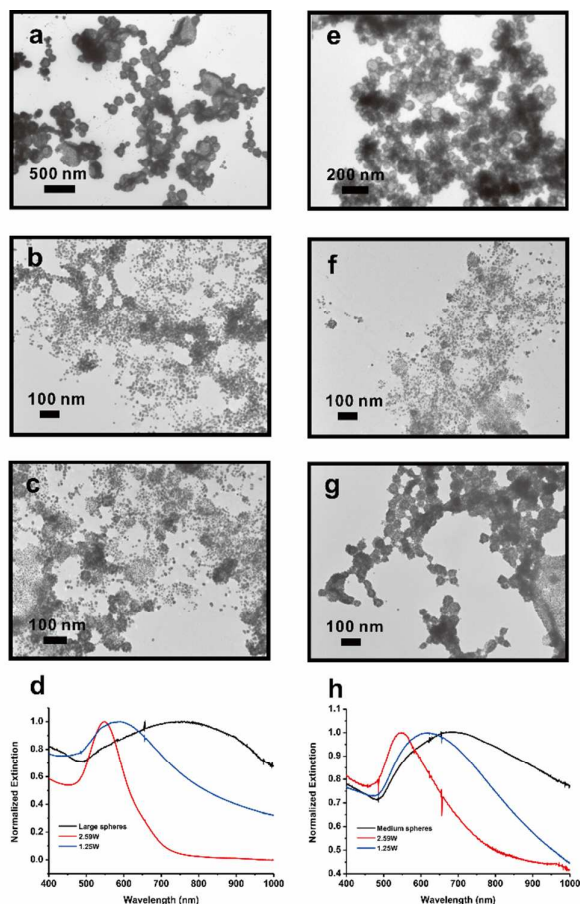 a
500 nm
e
200 nm
b
100 nm
f
100 nm
c
100 nm
g
100 nm
d
Normalized Extinction
1.0
0.8
0.6
0.4
0.2
0.0
Large spheres
2.59W
1.25W
400 500 600 700 800 900 1000
Wavelength (nm)
h
Normalized Extinction
1.1
1.0
0.9
0.8
0.7
0.6
0.5
0.4
Medium spheres
2.59W
1.25W
400 500 600 700 800 900 1000
Wavelength (nm)